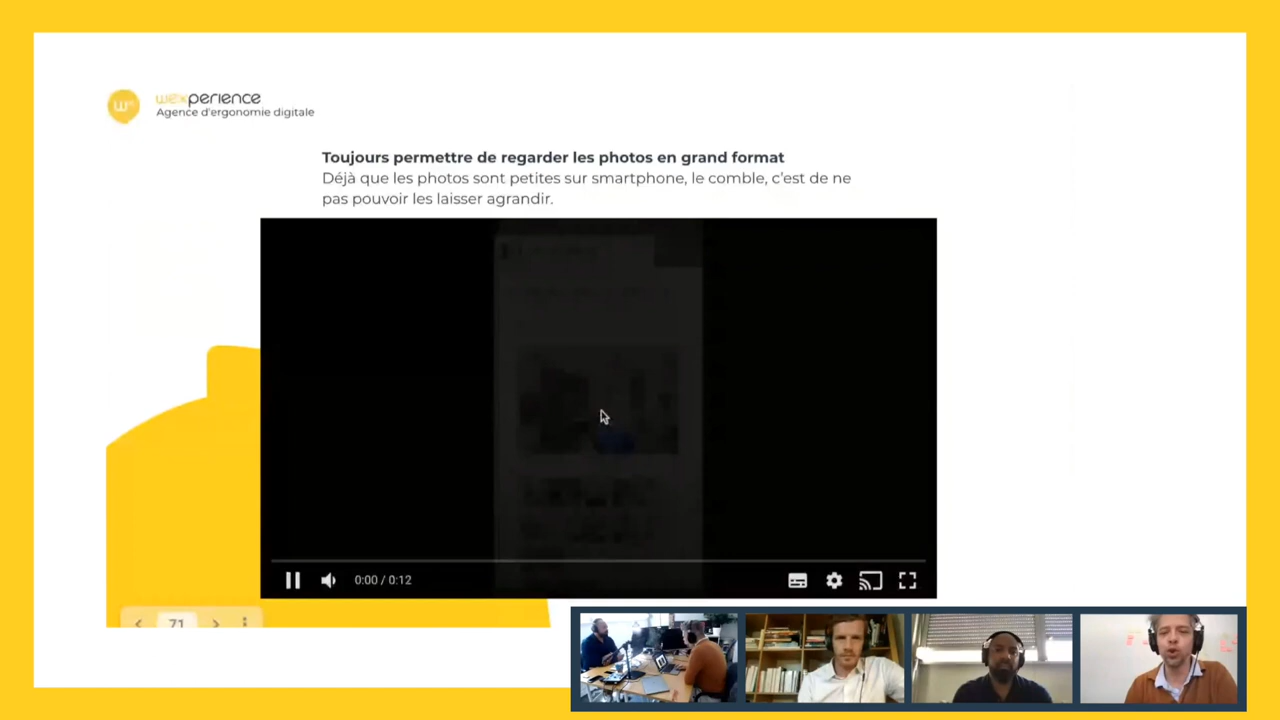 wexperience
Agence d'ergonomie digitale
Toujours permettre de regarder les photos en grand format
Déjà que les photos sont petites sur smartphone, le comble, c'est de ne
pas pouvoir les laisser agrandir.
0:00 / 0:12
71